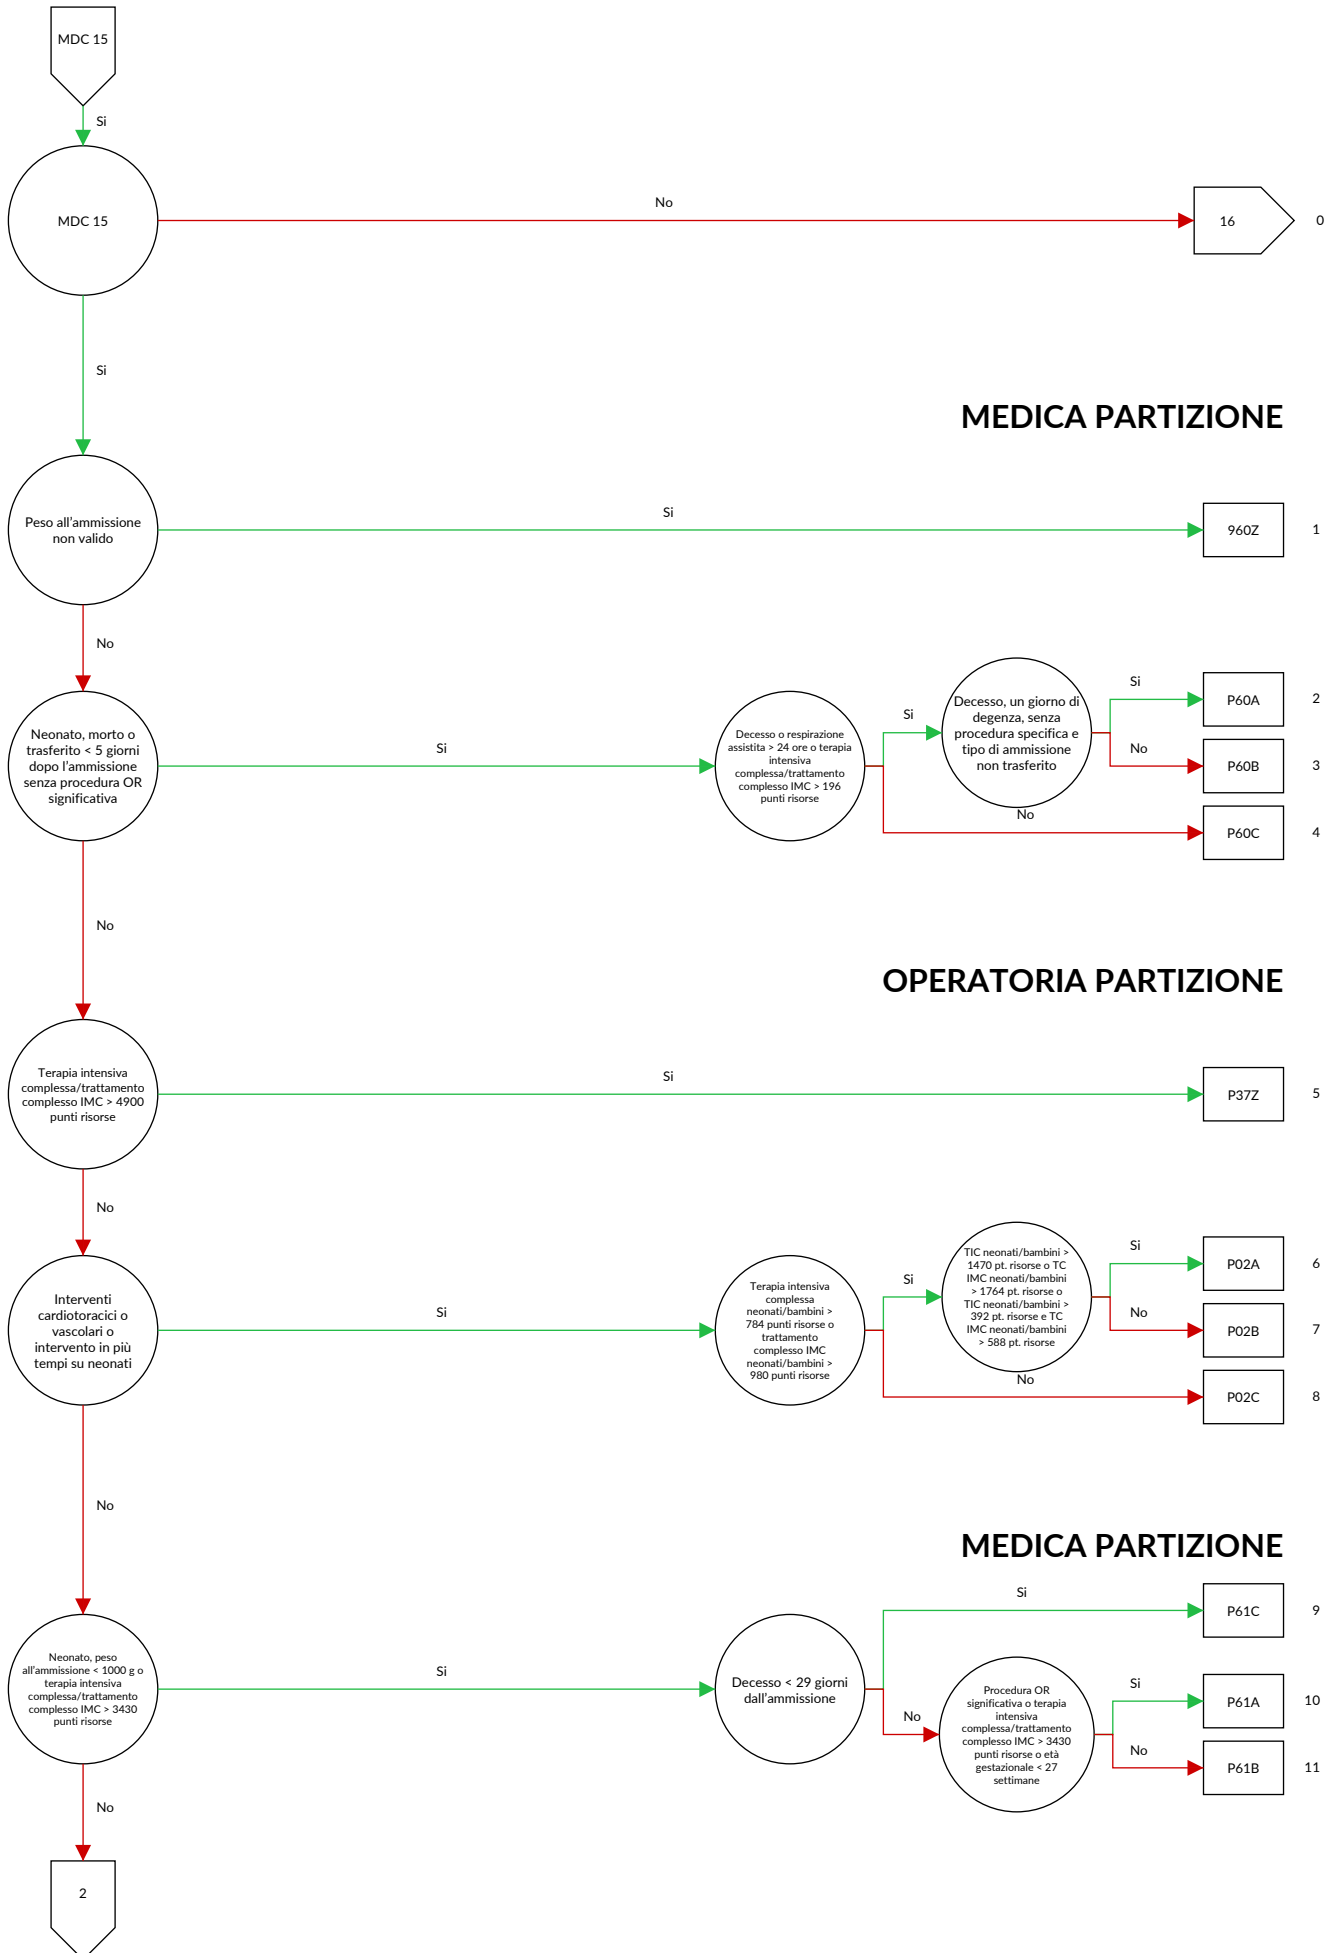 MDC 15
Si
MDC 15
No
16
0
Si
MEDICA PARTIZIONE
Peso all'ammissione
non valido
Si
960Z
1
No
Neonato, morto o
trasferito < 5 giorni
dopo l'ammissione
senza procedura OR
significativa
Si
Decesso o respirazione
assistita > 24 ore o terapia
intensiva
complessa/trattamento
complesso IMC > 196
punti risorse
Si
Decesso, un giorno di
degenza, senza
procedura specifica e
tipo di ammissione
non trasferito
Si
P60A
2
No
P60B
3
No
P60C
4
No
OPERATORIA PARTIZIONE
Terapia intensiva
complessa/trattamento
complesso IMC > 4900
punti risorse
Si
P37Z
5
No
Interventi
cardiotoracici o
vascolari o
intervento in più
tempi su neonati
Si
Terapia intensiva
complessa
neonati/bambini >
784 punti risorse o
trattamento
complesso IMC
neonati/bambini >
980 punti risorse
Si
TIC neonati/bambini >
1470 pt. risorse o TC
IMC neonati/bambini
> 1764 pt. risorse o
TIC neonati/bambini >
392 pt. risorse e TC
IMC neonati/bambini
> 588 pt. risorse
Si
P02A
6
No
P02B
7
No
P02C
8
No
MEDICA PARTIZIONE
Neonato, peso
all'ammissione < 1000 g o
terapia intensiva
complessa/trattamento
complesso IMC > 3430
punti risorse
Si
Decesso < 29 giorni
dall'ammissione
Si
P61C
9
No
Procedura OR
significativa o terapia
intensiva
complessa/trattamento
complesso IMC > 3430
punti risorse o età
gestazionale < 27
settimane
Si
P61A
10
No
P61B
11
No
2